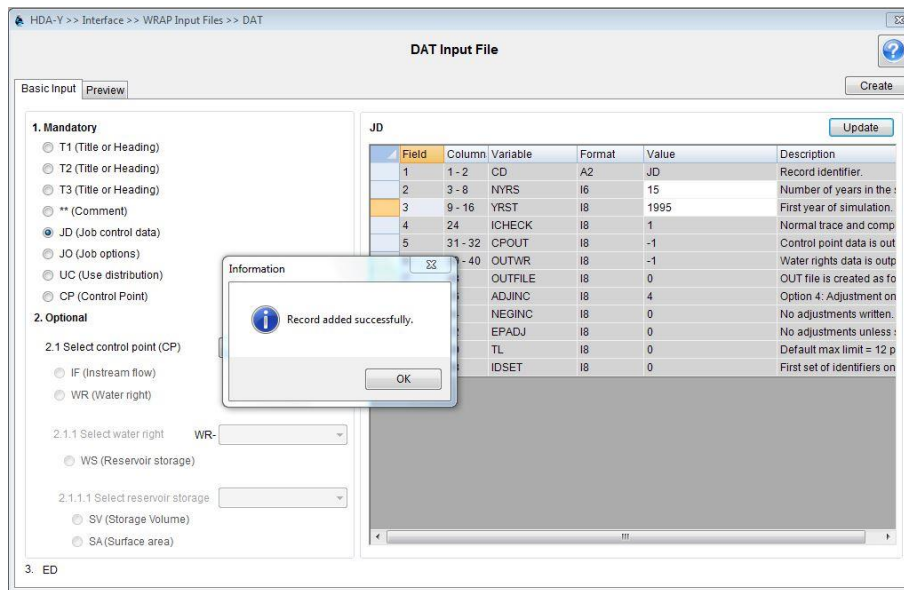 HDA-Y >> Interface >> WRAP Input Files >> DAT
DAT Input File
Basic Input Preview
Create
1. Mandatory
T1 (Title or Heading)
T2 (Title or Heading)
T3 (Title or Heading)
** (Comment)
JD (Job control data)
JO (Job options)
UC (Use distribution)
CP (Control Point)
2. Optional
2.1 Select control point (CP)
IF (Instream flow)
WR (Water right)
2.1.1 Select water right WR-
WS (Reservoir storage)
2.1.1.1 Select reservoir storage
SV (Storage Volume)
SA (Surface area)
3. ED
JD
Update
Field Column Variable Format Value Description
1 1 - 2 CD A2 JD Record identifier.
2 3 - 8 NYRS I6 15 Number of years in the
3 9 - 16 YRST I8 1995 First year of simulation.
4 24 ICHECK I8 1 Normal trace and comp
5 31 - 32 CPOUT I8 -1 Control point data is out
- 40 OUTWR I8 -1 Water rights data is outp
OUTFILE I8 0 OUT file is created as fo
ADJINC I8 4 Option 4: Adjustment on
NEGINC I8 0 No adjustments written.
EPADJ I8 0 No adjustments unless
TL I8 0 Default max limit = 12 p
IDSET I8 0 First set of identifiers on
Information
Record added successfully.
OK